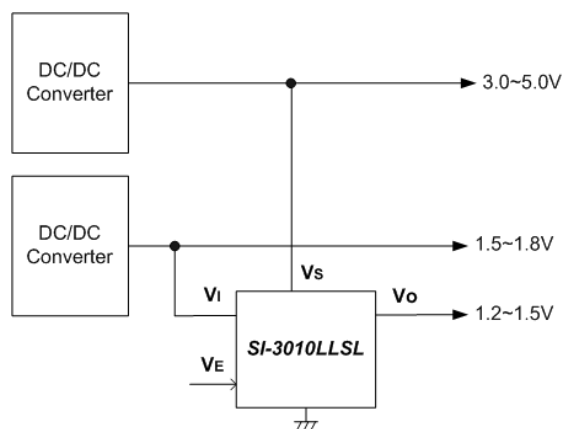 DC/DC
Converter
3.0~5.0V
DC/DC
Converter
1.5~1.8V
VS
VI
VO
1.2~1.5V
SI-3010LLSL
VE